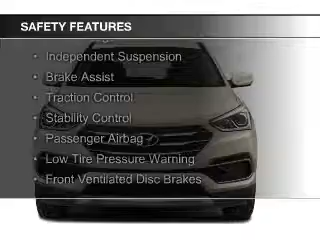 SAFETY FEATURES
• Independent Suspension
• Brake Assist
• Traction Control
• Stability Control
• Passenger Airbag
• Low Tire Pressure Warning
• Front Ventilated Disc Brakes